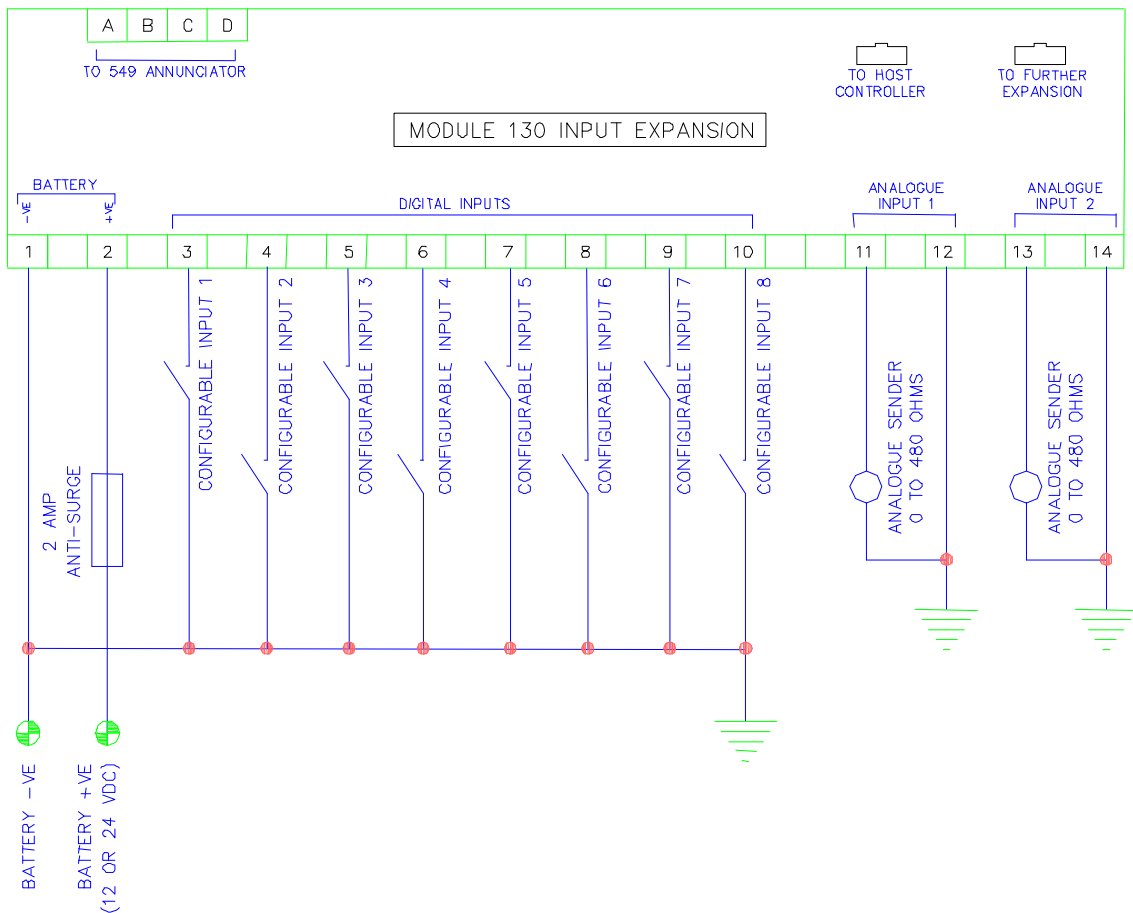 A B C D
TO 549 ANNUNCIATOR
TO HOST
CONTROLLER
TO FURTHER
EXPANSION
MODULE 130 INPUT EXPANSION
BATTERY
-VE
+VE
DIGITAL INPUTS
ANALOGUE
INPUT 1
ANALOGUE
INPUT 2
1 2 3 4 5 6 7 8 9 10 11 12 13 14
2 AMP
ANTI-SURGE
CONFIGURABLE INPUT 1
CONFIGURABLE INPUT 2
CONFIGURABLE INPUT 3
CONFIGURABLE INPUT 4
CONFIGURABLE INPUT 5
CONFIGURABLE INPUT 6
CONFIGURABLE INPUT 7
CONFIGURABLE INPUT 8
ANALOGUE SENDER
0 TO 480 OHMS
ANALOGUE SENDER
0 TO 480 OHMS
BATTERY -VE
BATTERY +VE
(12 OR 24 VDC)